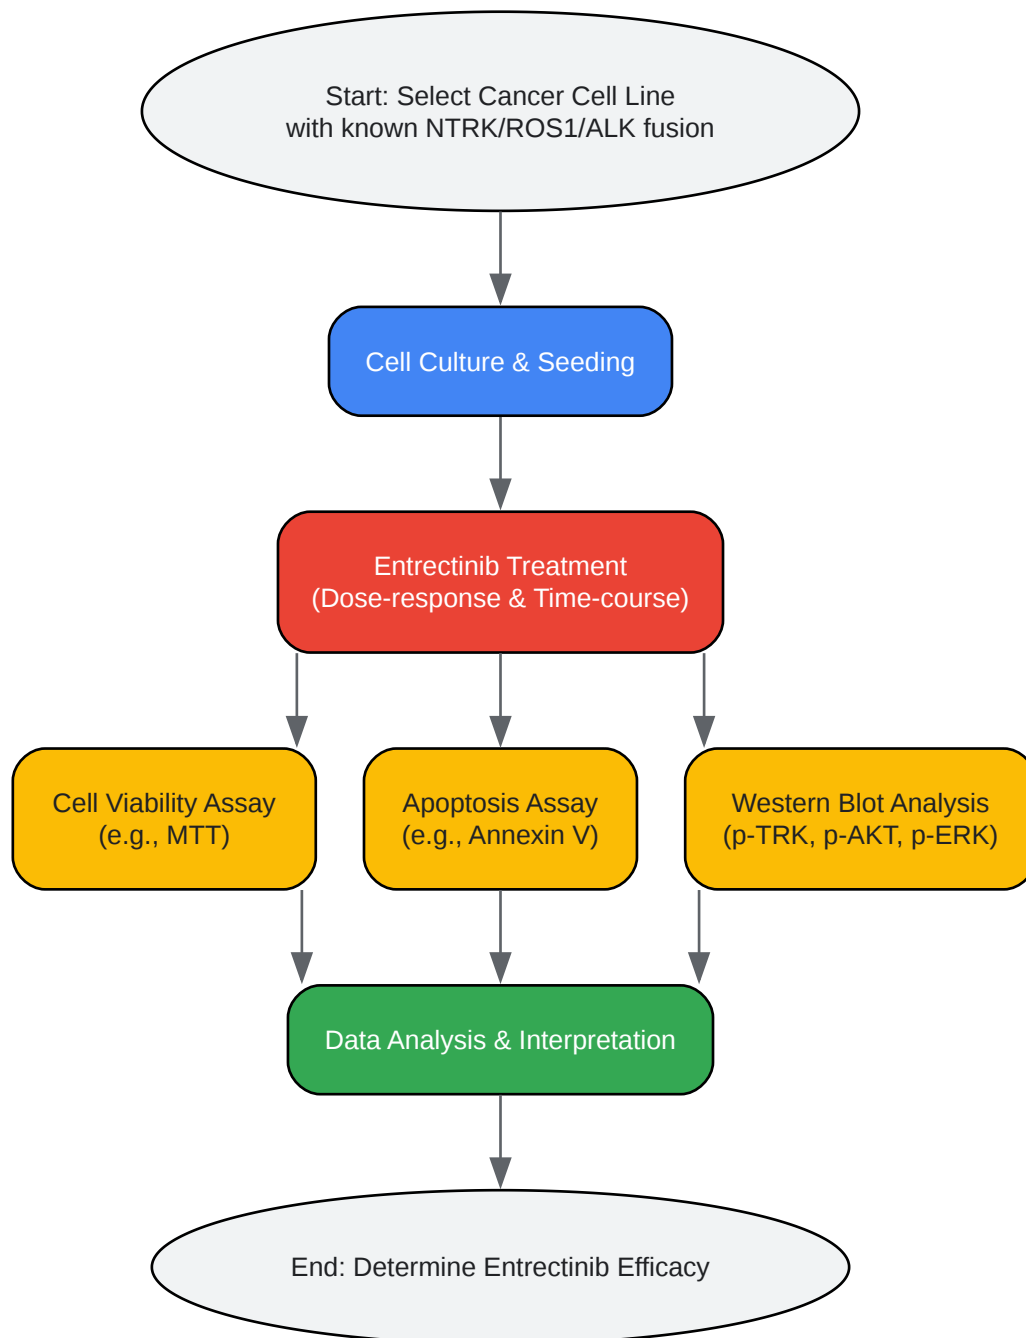 Start: Select Cancer Cell Line
with known NTRK/ROS1/ALK fusion
Cell Culture & Seeding
Entrectinib Treatment
(Dose-response & Time-course)
Cell Viability Assay
(e.g., MTT)
Apoptosis Assay
(e.g., Annexin V)
Western Blot Analysis
(p-TRK, p-AKT, p-ERK)
Data Analysis & Interpretation
End: Determine Entrectinib Efficacy